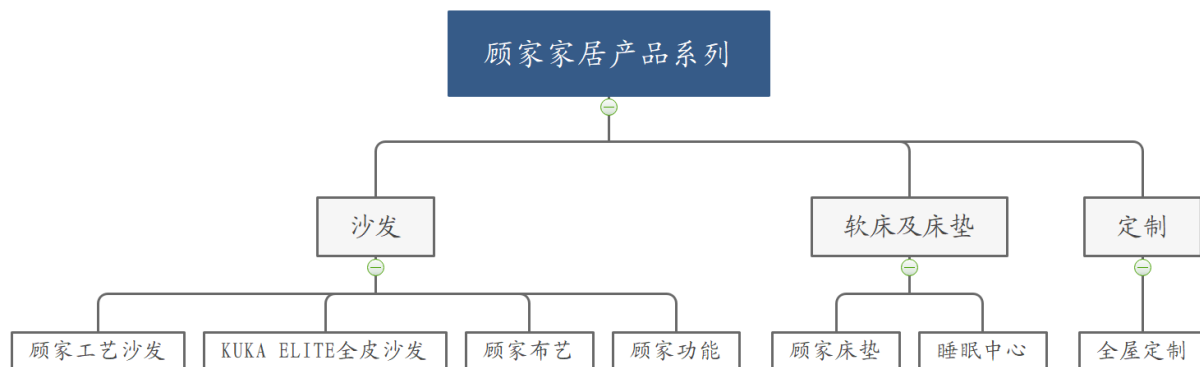 顾家家居产品系列
沙发
软床及床垫
定制
顾家工艺沙发
KUKA ELITE全皮沙发
顾家布艺
顾家功能
顾家床垫
睡眠中心
全屋定制